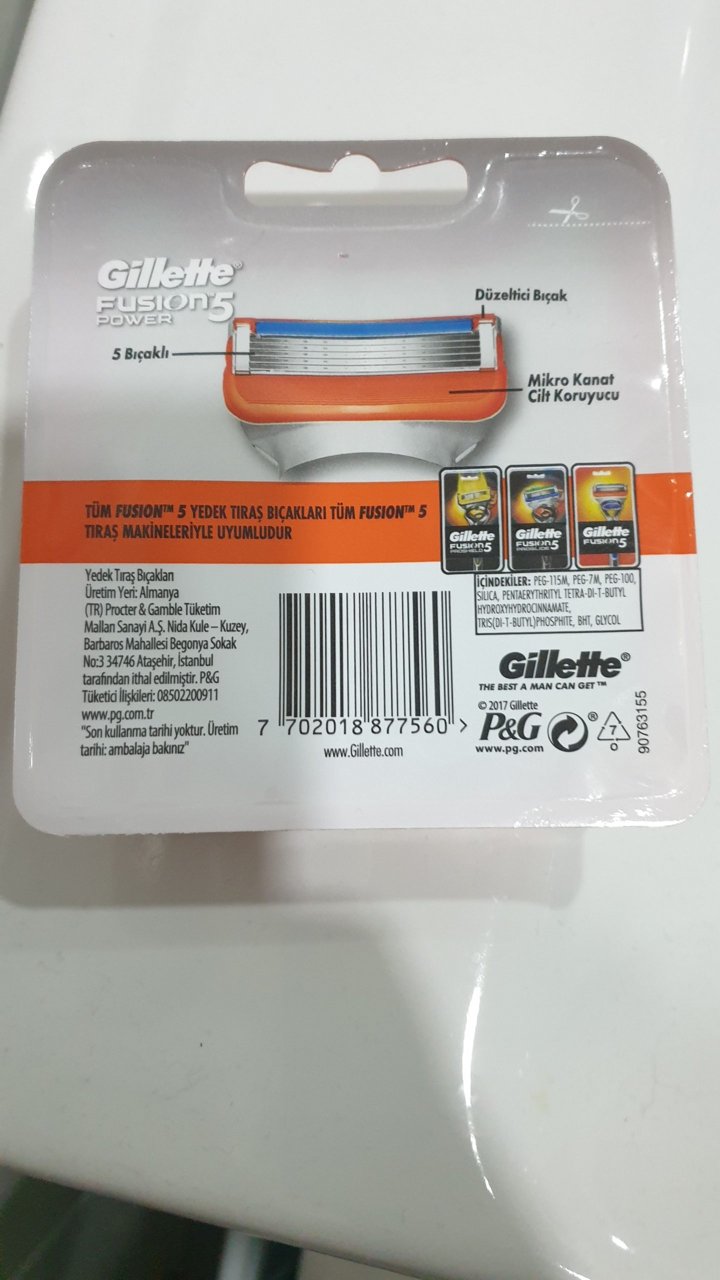 Gillette®
FUSION5
POWER
Düzeltici Bıçak
5 Bıçaklı
Mikro Kanat
Cilt Koruyucu
TÜM FUSION™ 5 YEDEK TIRAŞ BIÇAKLARI TÜM FUSION™ 5
TIRAŞ MAKİNELERİYLE UYUMLUDUR
Gillette
FUSION5
PROSHIELD
Gillette
FUSION5
PROGLIDE
Gillette
FUSION5
Yedek Tıraş Bıçakları
Üretim Yeri: Almanya
(TR) Procter & Gamble Tüketim
Malları Sanayi A.Ş. Nida Kule – Kuzey,
Barbaros Mahallesi Begonya Sokak
No:3 34746 Ataşehir, İstanbul
tarafından ithal edilmiştir. P&G
Tüketici İlişkileri: 08502200911
www.pg.com.tr
"Son kullanma tarihi yoktur. Üretim
tarihi: ambalaja bakınız"
7 702018 877560 >
www.Gillette.com
İÇİNDEKİLER: PEG-115M, PEG-7M, PEG-100,
SILICA, PENTAERYTHRITYL TETRA-DI-T-BUTYL
HYDROXYHYDROCINNAMATE,
TRIS(DI-T-BUTYL)PHOSPHITE, BHT, GLYCOL
Gillette®
THE BEST A MAN CAN GET™
© 2017 Gillette
P&G ®
www.pg.com
7
O
90763155